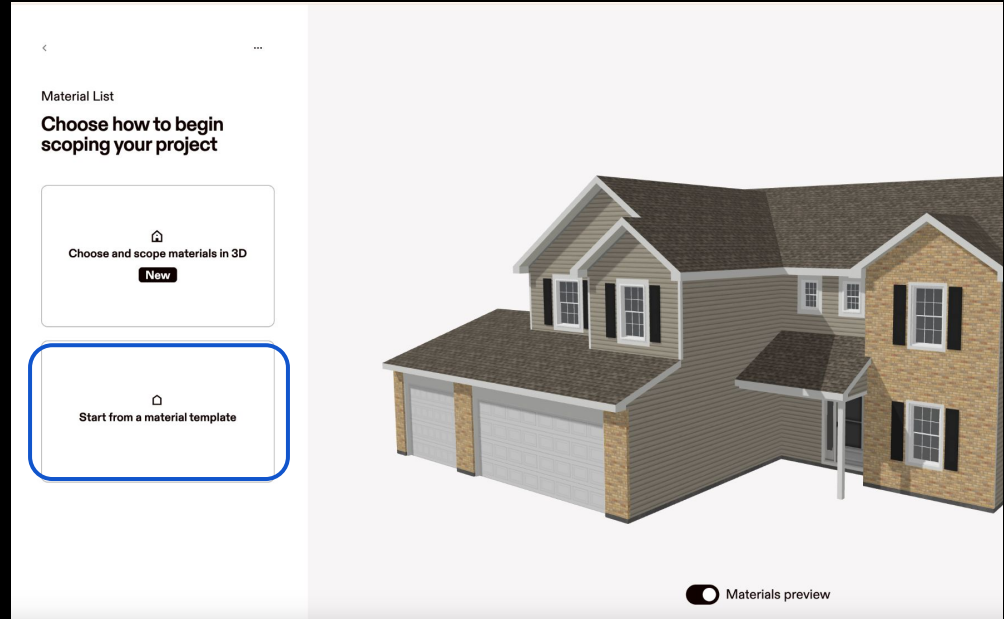 Material List
Choose how to begin
scoping your project
Choose and scope materials in 3D
New
Start from a material template
Materials preview